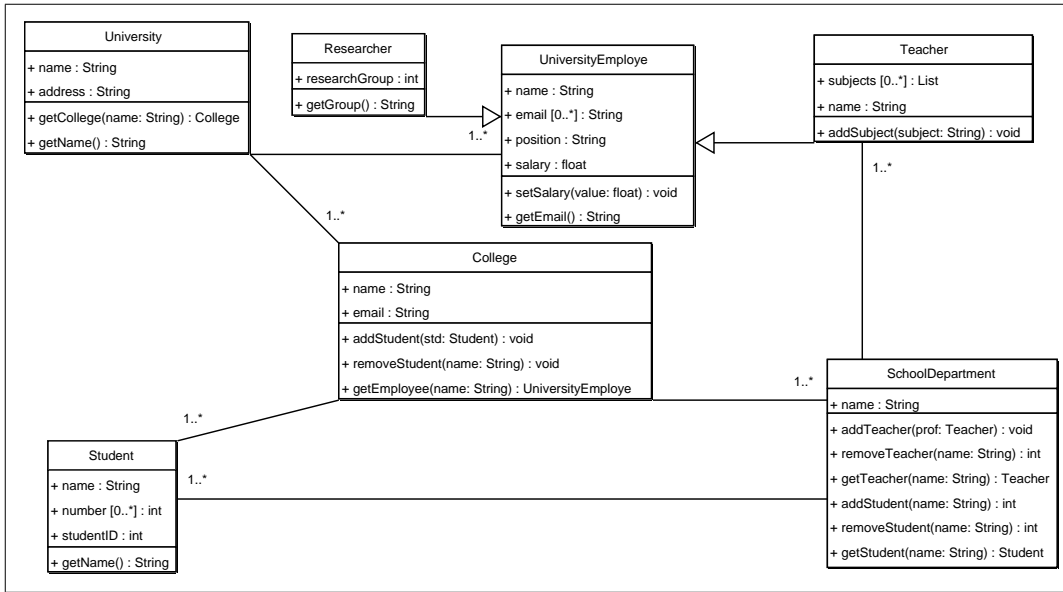 University
+ name : String
+ address : String
+ getCollege(name: String) : College
+ getName() : String
Researcher
+ researchGroup : int
+ getGroup() : String
UniversityEmploye
+ name : String
+ email [0..*] : String
+ position : String
+ salary : float
+ setSalary(value: float) : void
+ getEmail() : String
Teacher
+ subjects [0..*] : List
+ name : String
+ addSubject(subject: String) : void
1..*
1..*
1..*
College
+ name : String
+ email : String
+ addStudent(std: Student) : void
+ removeStudent(name: String) : void
+ getEmployee(name: String) : UniversityEmploye
1..*
SchoolDepartment
+ name : String
+ addTeacher(prof: Teacher) : void
+ removeTeacher(name: String) : int
+ getTeacher(name: String) : Teacher
+ addStudent(name: String) : int
+ removeStudent(name: String) : int
+ getStudent(name: String) : Student
1..*
1..*
Student
+ name : String
+ number [0..*] : int
+ studentID : int
+ getName() : String